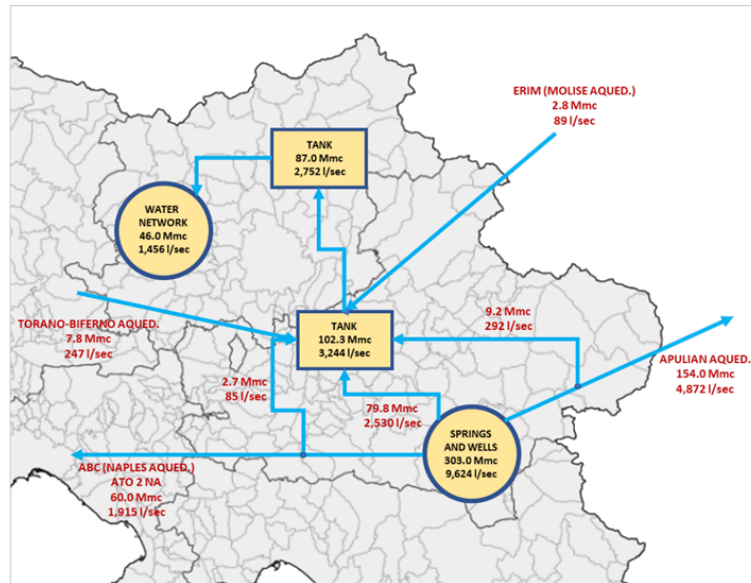 ERIM (MOLISE AQUED.)
2.8 Mmc
89 l/sec
TANK
87.0 Mmc
2,752 l/sec
WATER
NETWORK
46.0 Mmc
1,456 l/sec
TORANO-BIFERNO AQUED.
7.8 Mmc
247 l/sec
TANK
102.3 Mmc
3,244 l/sec
9.2 Mmc
292 l/sec
APULIAN AQUED.
154.0 Mmc
4,872 l/sec
2.7 Mmc
85 l/sec
79.8 Mmc
2,530 l/sec
SPRINGS
AND WELLS
303.0 Mmc
9,624 l/sec
ABC (NAPLES AQUED.)
ATO 2 NA
60.0 Mmc
1,915 l/sec